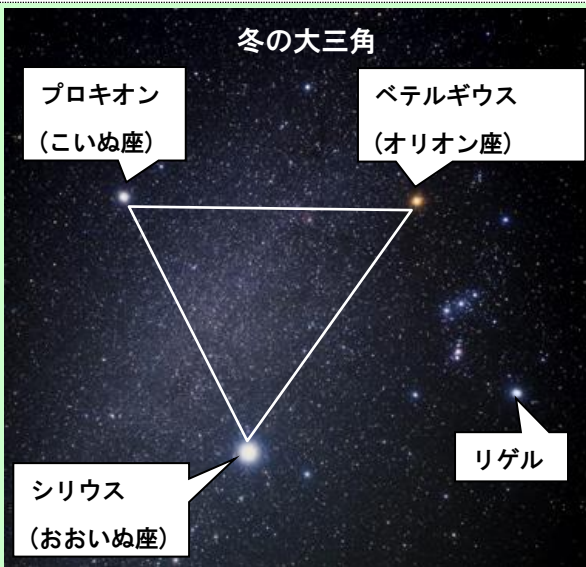 冬の大三角
プロキオン
(こいぬ座)
ベテルギウス
(オリオン座)
リゲル
シリウス
(おおいぬ座)